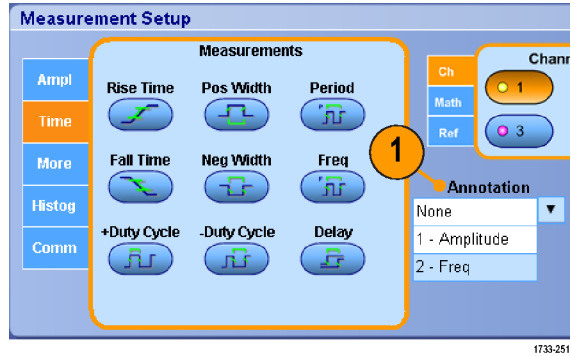 Measurement Setup
Measurements
Chann
Ampl
Time
More
Histog
Comm
Rise Time Pos Width Period
Fall Time Neg Width Freq
+Duty Cycle -Duty Cycle Delay
Ch
Math
Ref
1
3
1
Annotation
None
1 - Amplitude
2 - Freq
1733-251